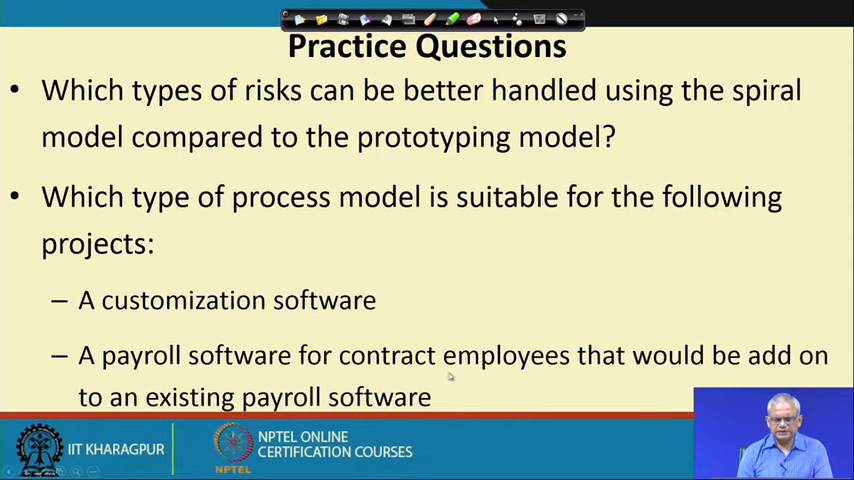 Practice Questions
• Which types of risks can be better handled using the spiral
model compared to the prototyping model?
• Which type of process model is suitable for the following
projects:
– A customization software
– A payroll software for contract employees that would be add on
to an existing payroll software
IIT KHARAGPUR
NPTEL
NPTEL ONLINE
CERTIFICATION COURSES